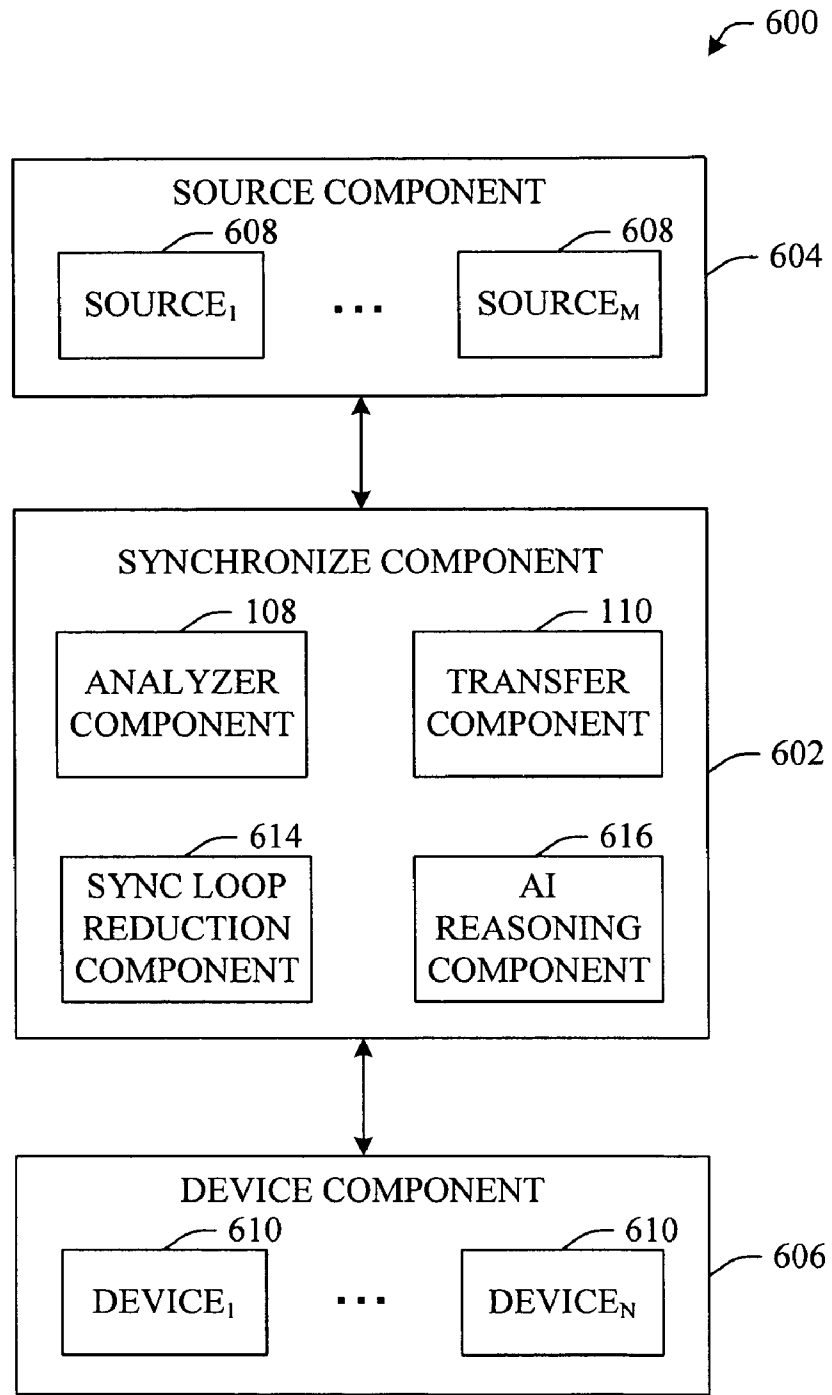 600
SOURCE COMPONENT
608
608
604
SOURCE₁
...
SOURCEM
SYNCHRONIZE COMPONENT
108
110
ANALYZER
COMPONENT
TRANSFER
COMPONENT
602
614
616
SYNC LOOP
REDUCTION
COMPONENT
AI
REASONING
COMPONENT
DEVICE COMPONENT
610
610
606
DEVICE₁
...
DEVICEN